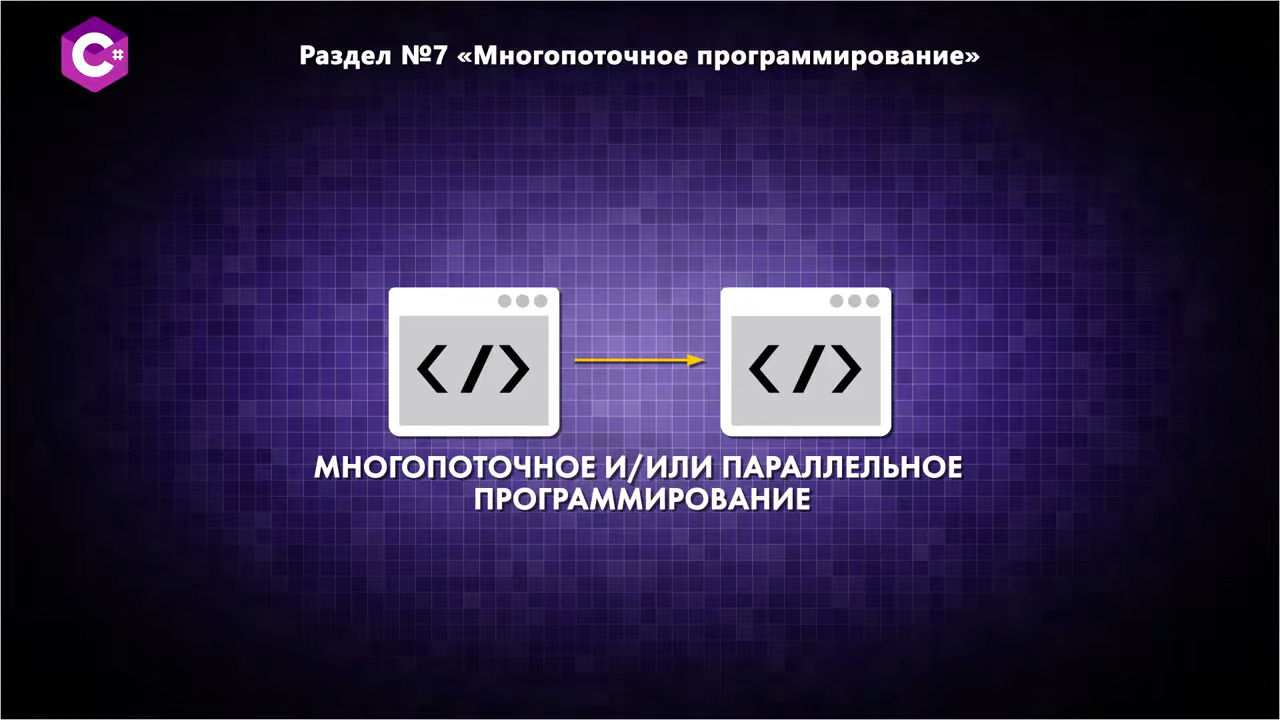 C#
Раздел №7 «Многопоточное программирование»
</>
</>
МНОГОПОТОЧНОЕ И/ИЛИ ПАРАЛЛЕЛЬНОЕ
ПРОГРАММИРОВАНИЕ